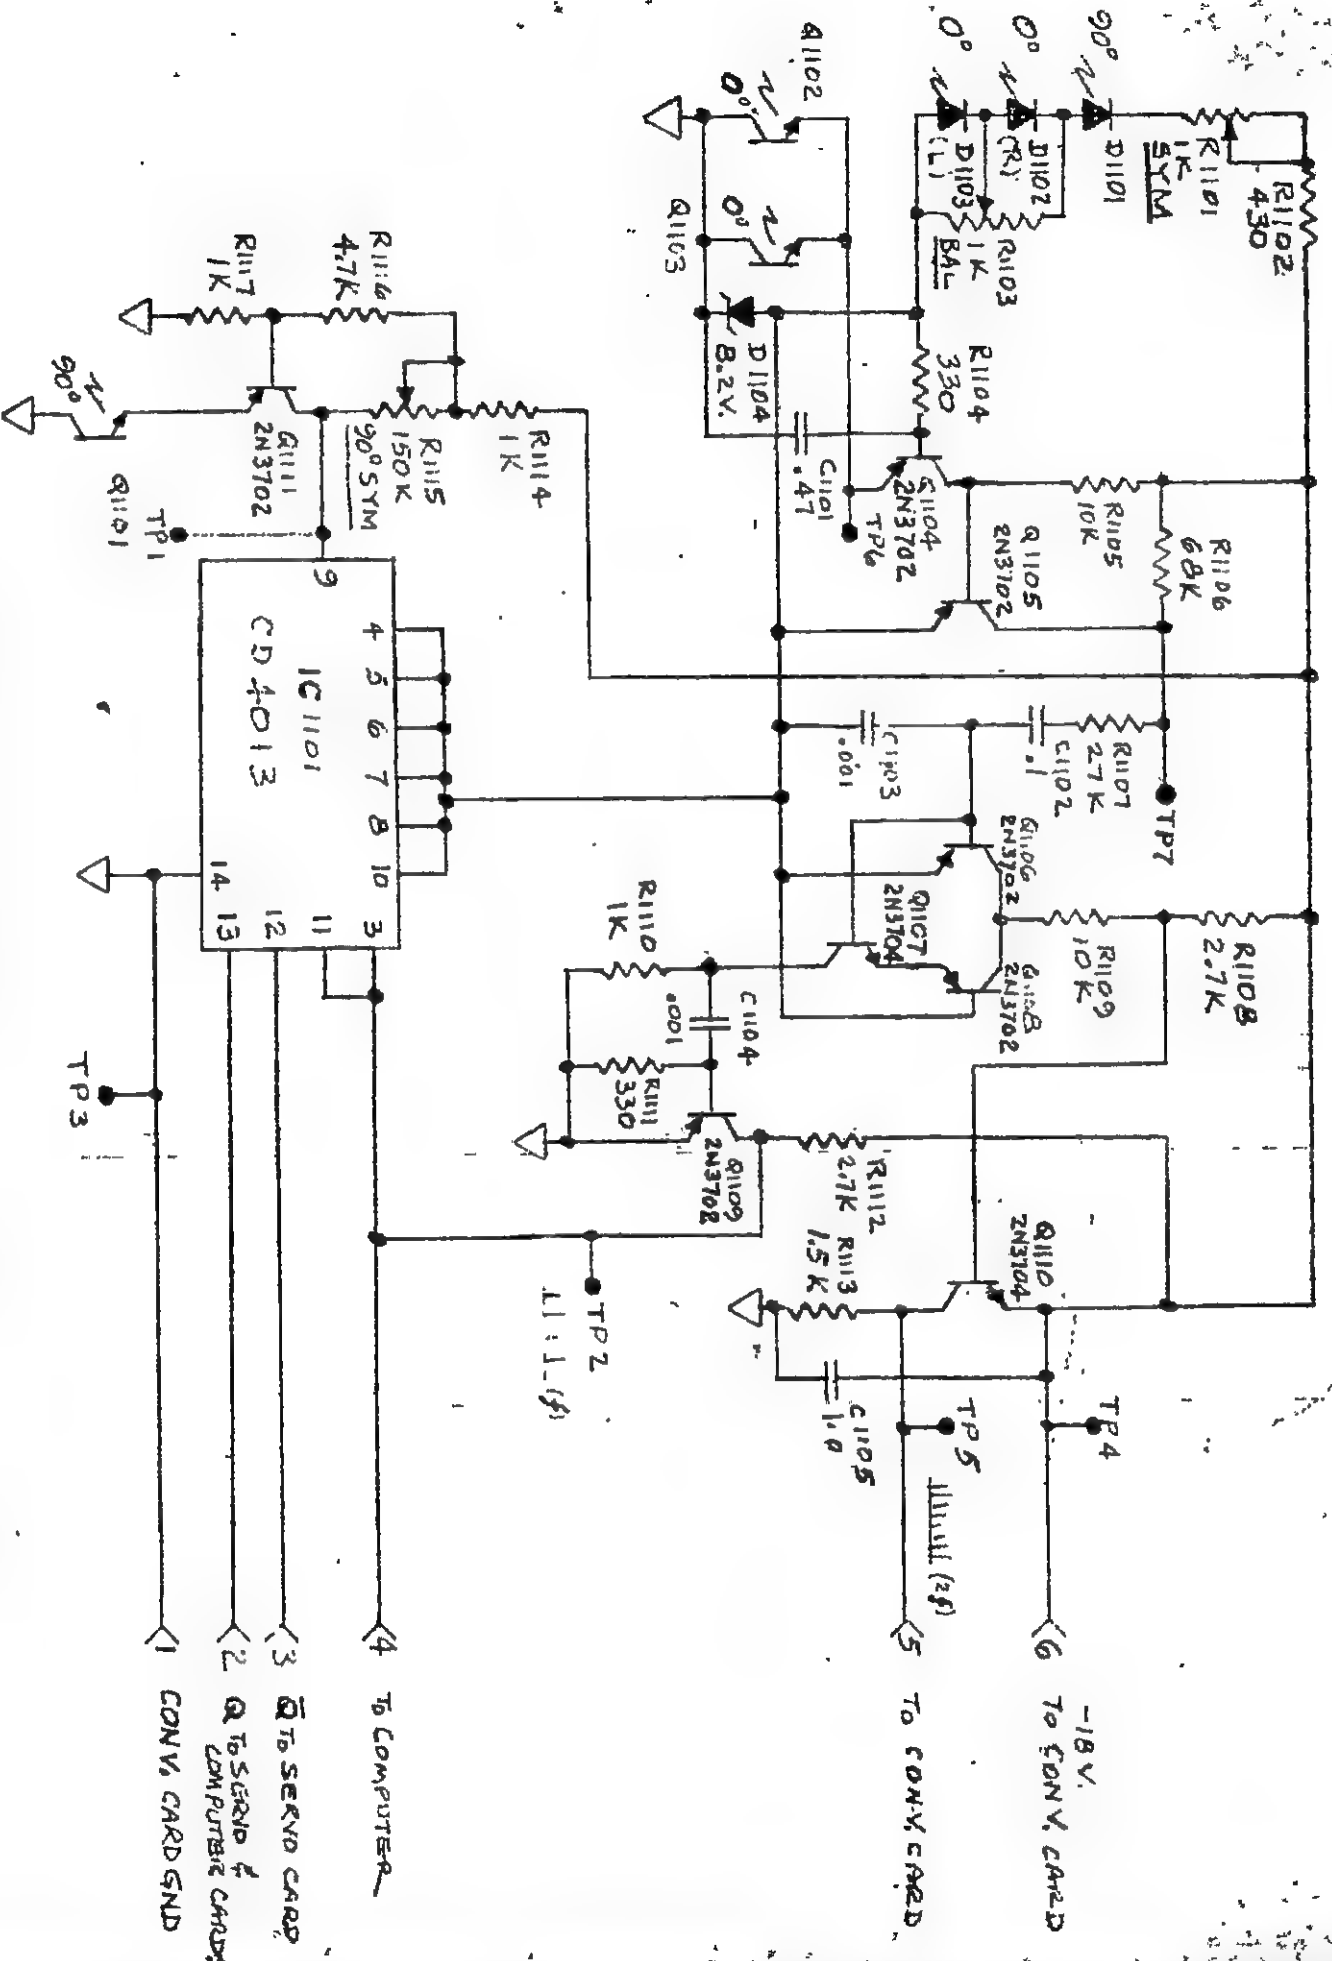 90°
0°
0°
D1101
D1102
(R)
D1103
(L)
R1101
1K
SYM
R1102
430
R1103
1K
BAL
Q1102
0°
Q1103
0°
D1104
8.2V.
R1104
330
C1101
.47
Q1104
2N3702
TP6
R1105
10K
R1106
68K
Q1105
2N3702
R1107
27K
C1102
.1
C1103
.001
TP7
Q1106
2N3702
Q1107
2N3704
Q1108
2N3702
R1109
10K
R1108
2.7K
R1110
1K
C1104
.001
R1111
330
Q1109
2N3702
R1112
2.7K
R1113
1.5K
Q1110
2N3704
C1105
1.0
TP4
TP5
(2f)
TP2
(f)
R1116
4.7K
R1117
1K
Q1111
2N3702
90°
Q1101
R1115
150K
90° SYM
R1114
1K
TP1
9
IC1101
CD4013
4
5
6
7
8
10
14
13
12
11
3
TP3
-18V.
6 TO CONV. CARD
5 TO CONV. CARD
4 TO COMPUTER
3 Q̅ TO SERVO CARD
2 Q TO SERVO &
COMPUTER CARDS
1 CONV. CARD GND